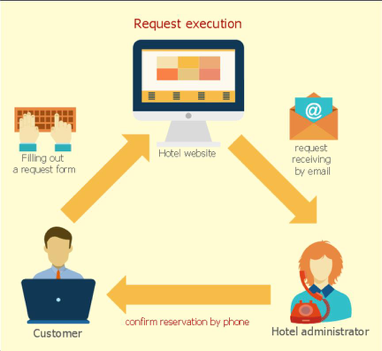 Request execution
Filling out
a request form
Hotel website
@
request
receiving
by email
Customer
confirm reservation by phone
Hotel administrator